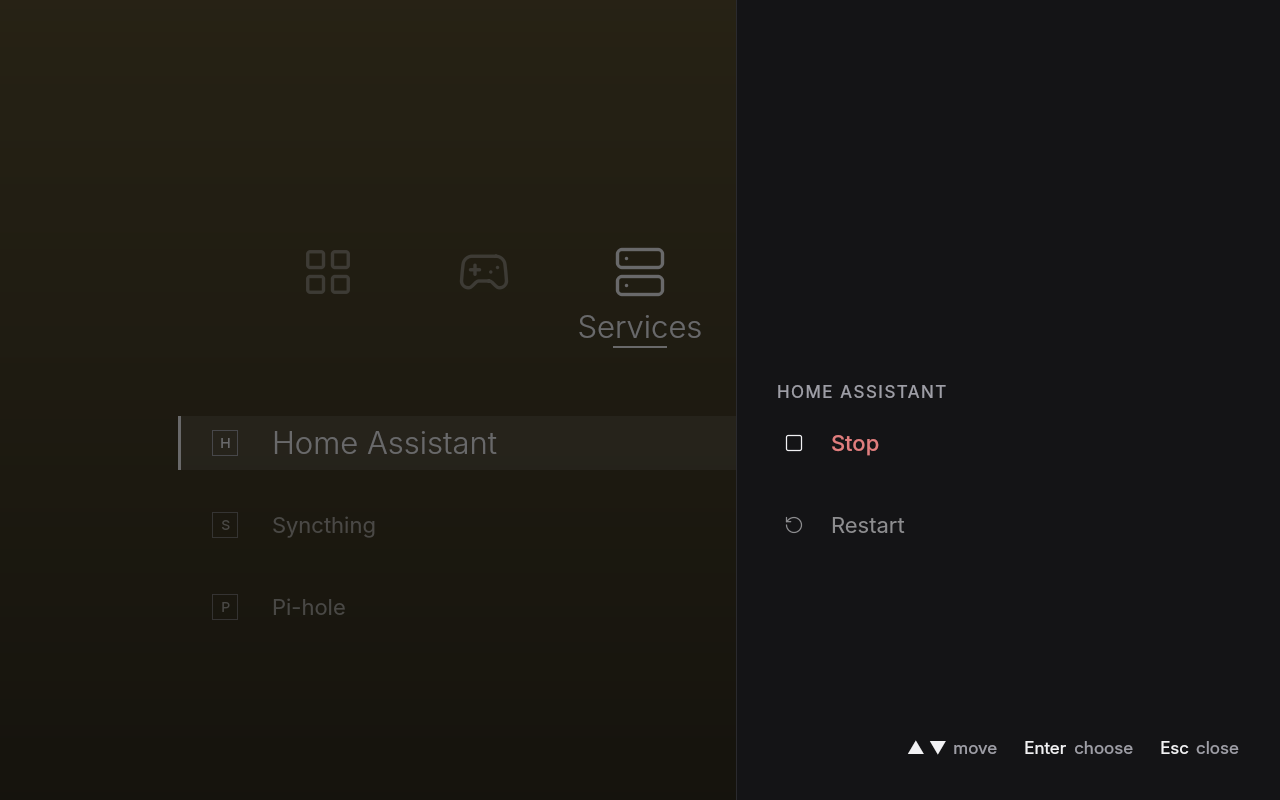 Services
H Home Assistant
S Syncthing
P Pi-hole
HOME ASSISTANT
Stop
Restart
▲▼ move Enter choose Esc close